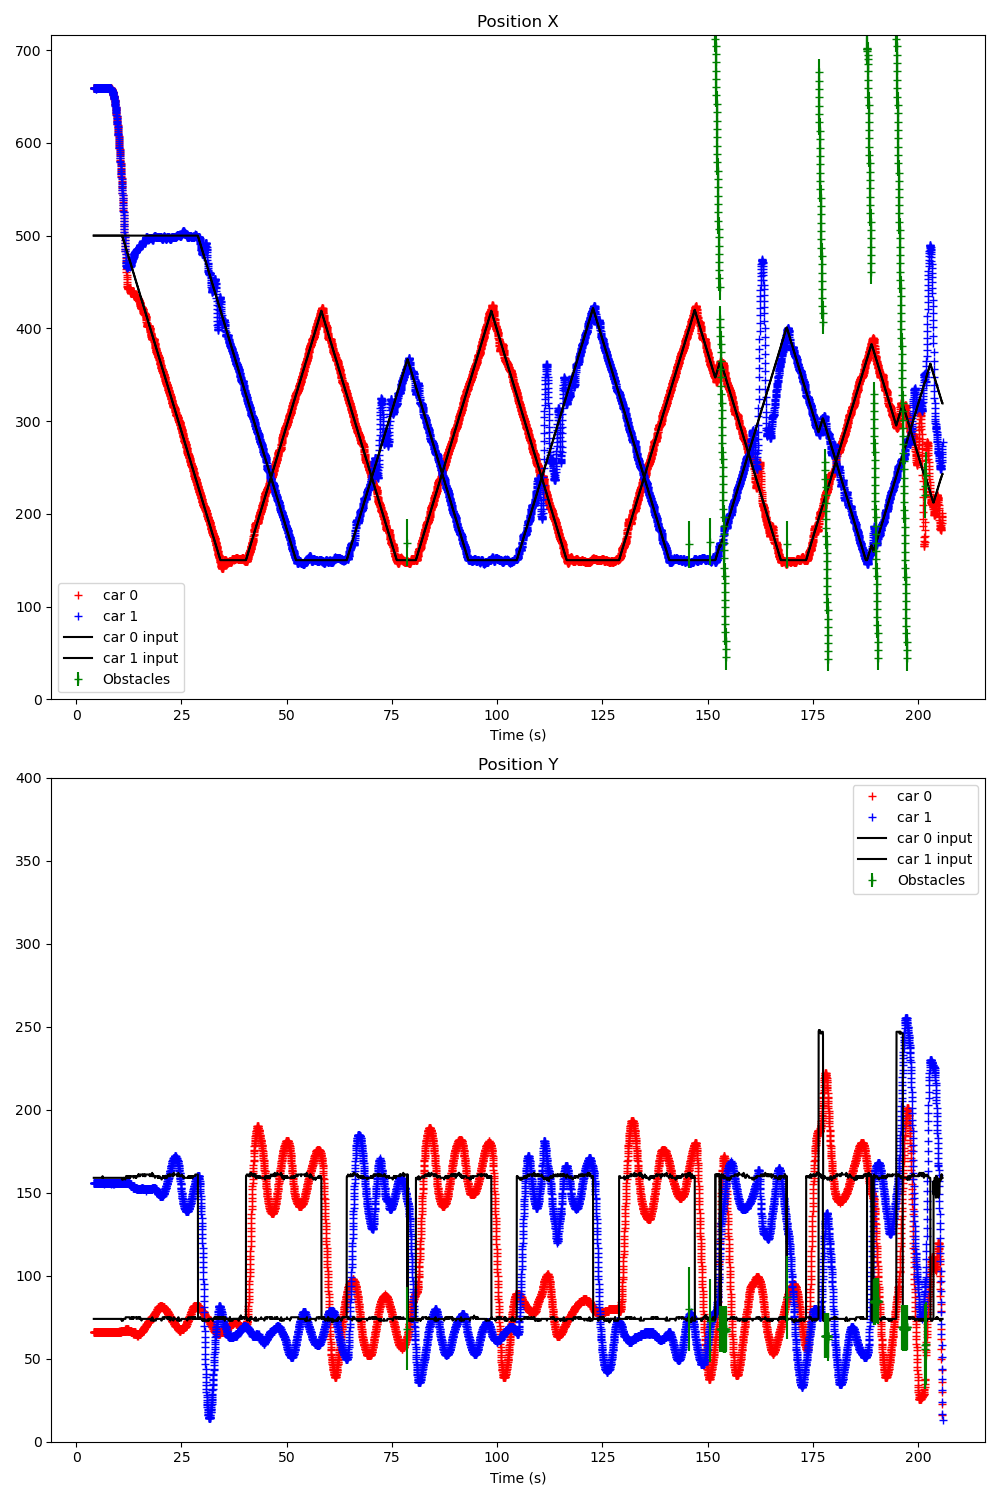 Position X
700
600
500
400
300
200
100
0
car 0
car 1
car 0 input
car 1 input
Obstacles
0 25 50 75 100 125 150 175 200
Time (s)
Position Y
400
350
300
250
200
150
100
50
0
car 0
car 1
car 0 input
car 1 input
Obstacles
0 25 50 75 100 125 150 175 200
Time (s)